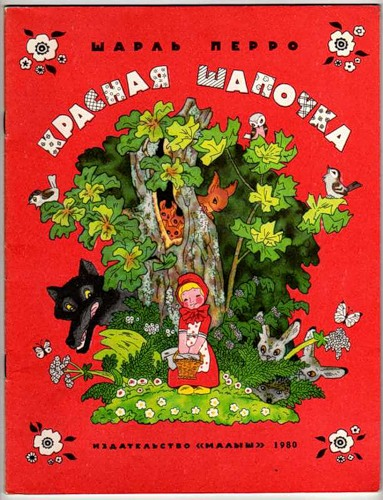 ШАРЛЬ ПЕРРО
КРАСНАЯ ШАПОЧКА
ИЗДАТЕЛЬСТВО «МАЛЫШ» 1980